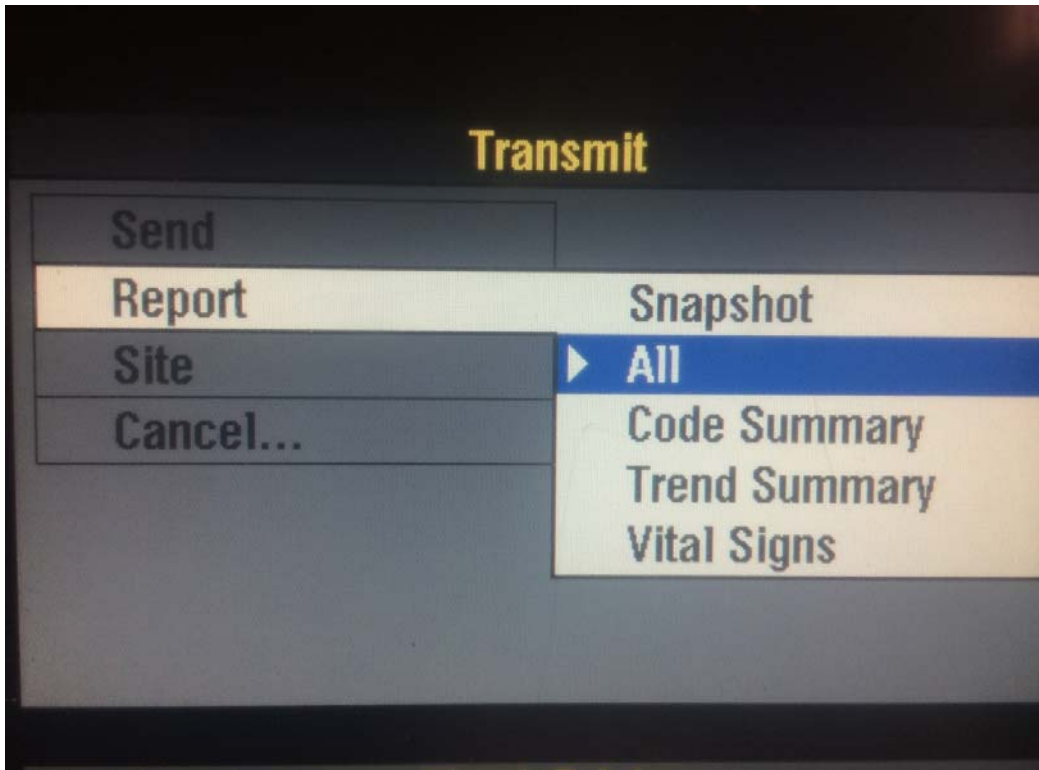 Transmit
Send
Report
Snapshot
Site
All
Cancel...
Code Summary
Trend Summary
Vital Signs